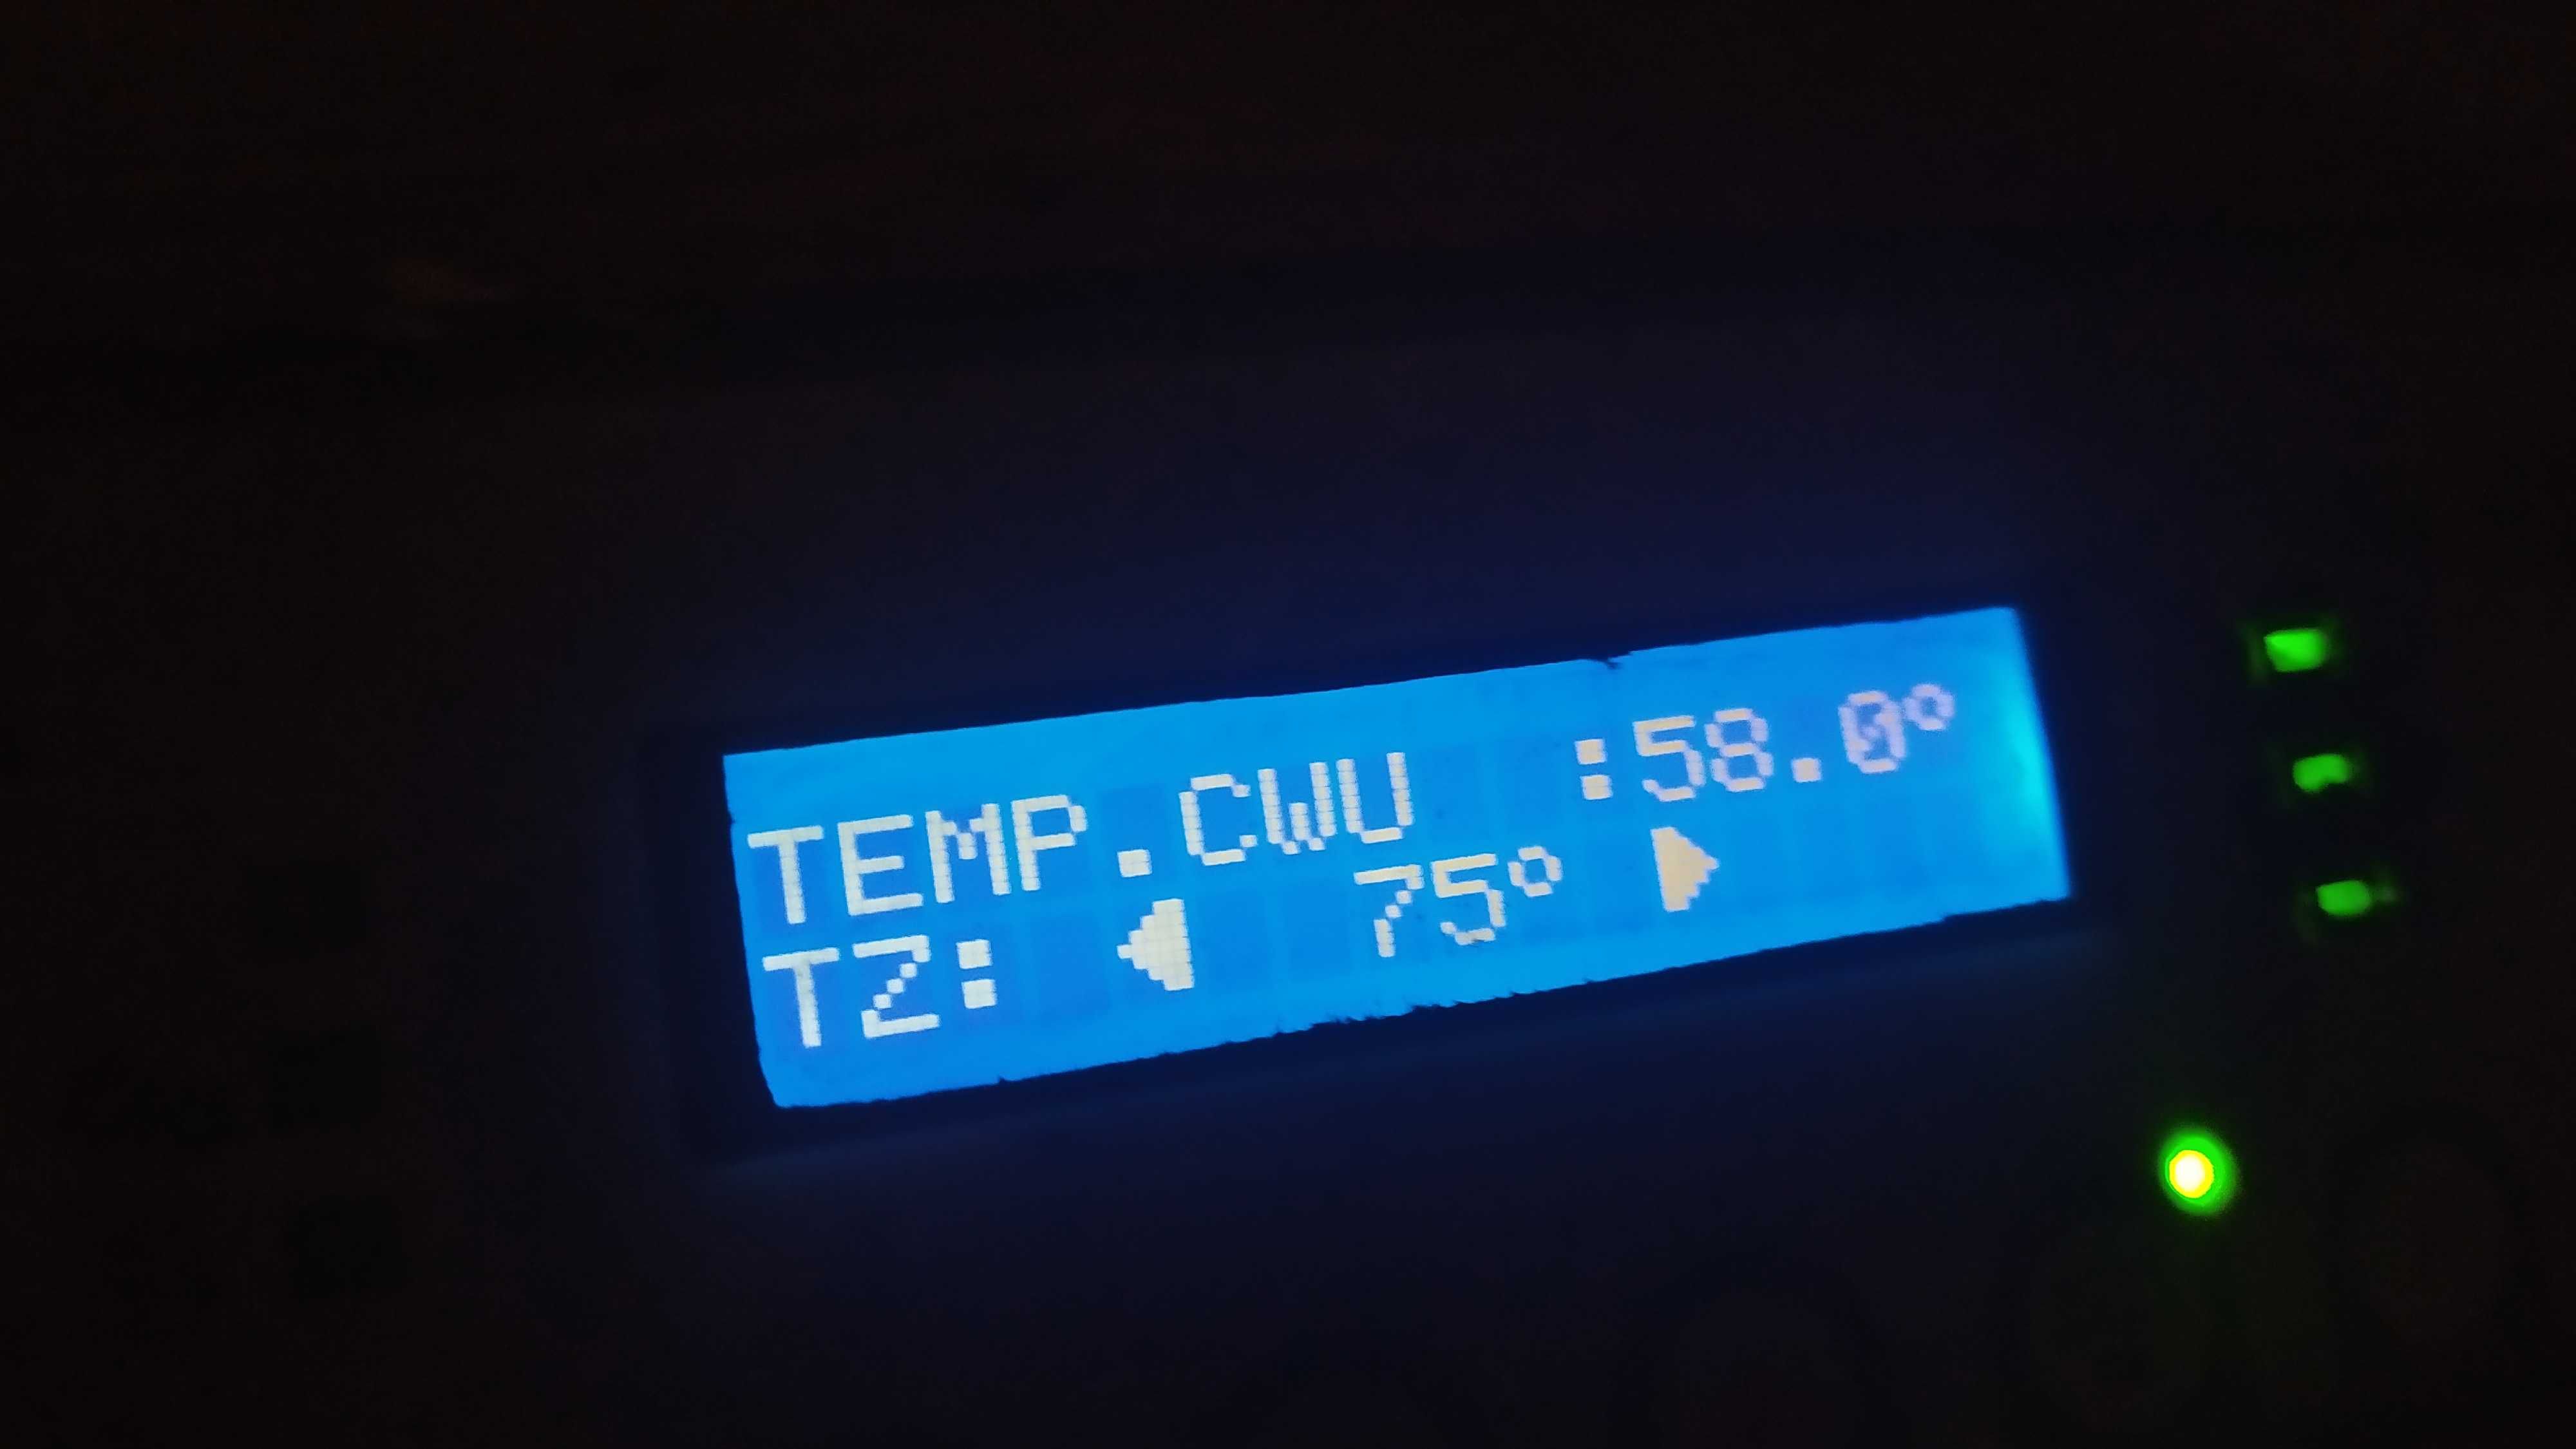 TEMP.CWU :58.0°
TZ: ◀ 75° ▶